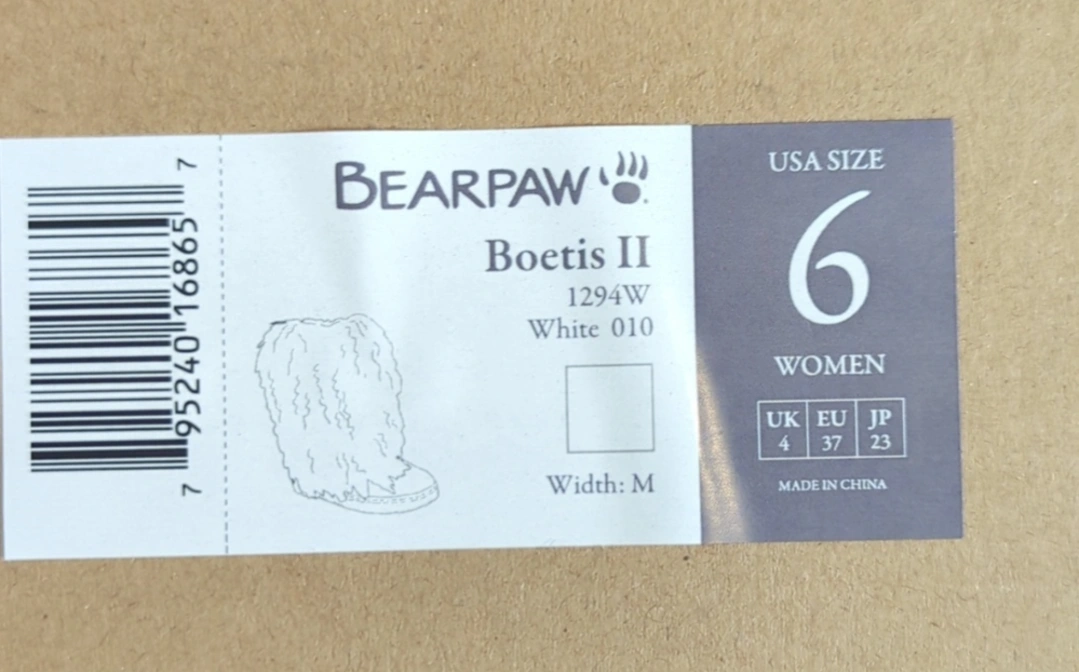 7 95240 16865 7
BEARPAW
Boetis II
1294W
White 010
Width: M
USA SIZE
6
WOMEN
UK EU JP
4 37 23
MADE IN CHINA